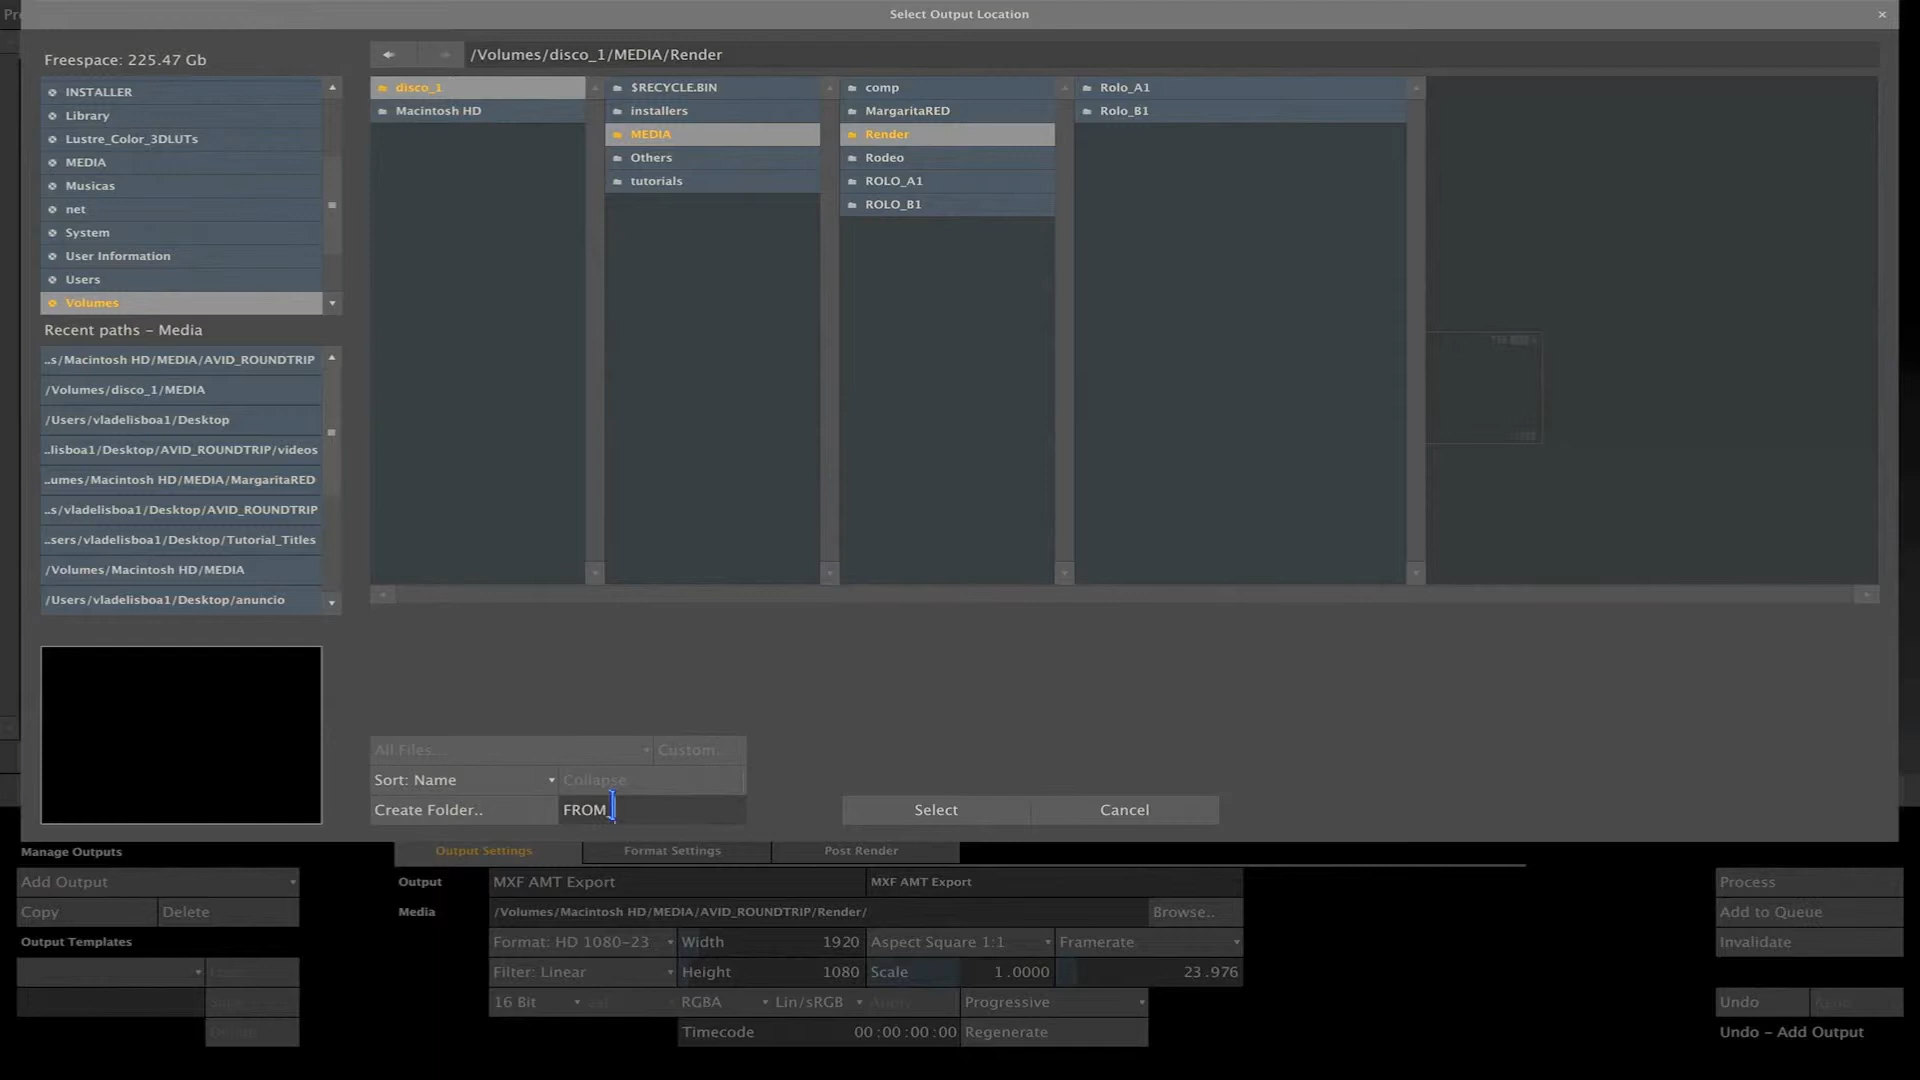 Pr
Select Output Location
Freespace: 225.47 Gb
/Volumes/disco_1/MEDIA/Render
INSTALLER
Library
Lustre_Color_3DLUTs
MEDIA
Musicas
net
System
User Information
Users
Volumes
disco_1
Macintosh HD
$RECYCLE.BIN
installers
MEDIA
Others
tutorials
comp
MargaritaRED
Render
Rodeo
ROLO_A1
ROLO_B1
Rolo_A1
Rolo_B1
Recent paths - Media
..s/Macintosh HD/MEDIA/AVID_ROUNDTRIP
/Volumes/disco_1/MEDIA
/Users/vladelisboa1/Desktop
..lisboa1/Desktop/AVID_ROUNDTRIP/videos
..umes/Macintosh HD/MEDIA/MargaritaRED
..s/vladelisboa1/Desktop/AVID_ROUNDTRIP
..sers/vladelisboa1/Desktop/Tutorial_Titles
/Volumes/Macintosh HD/MEDIA
/Users/vladelisboa1/Desktop/anuncio
All Files... Custom..
Sort: Name Collapse
Create Folder.. FROM
Select Cancel
Manage Outputs
Add Output
Copy Delete
Output Templates
Output Settings Format Settings Post Render
Output MXF AMT Export MXF AMT Export
Media /Volumes/Macintosh HD/MEDIA/AVID_ROUNDTRIP/Render/ Browse..
Format: HD 1080-23 Width 1920 Aspect Square 1:1 Framerate
Filter: Linear Height 1080 Scale 1.0000 23.976
16 Bit RGBA Lin/sRGB Apply Progressive
Timecode 00:00:00:00 Regenerate
Process
Add to Queue
Invalidate
Undo
Undo - Add Output